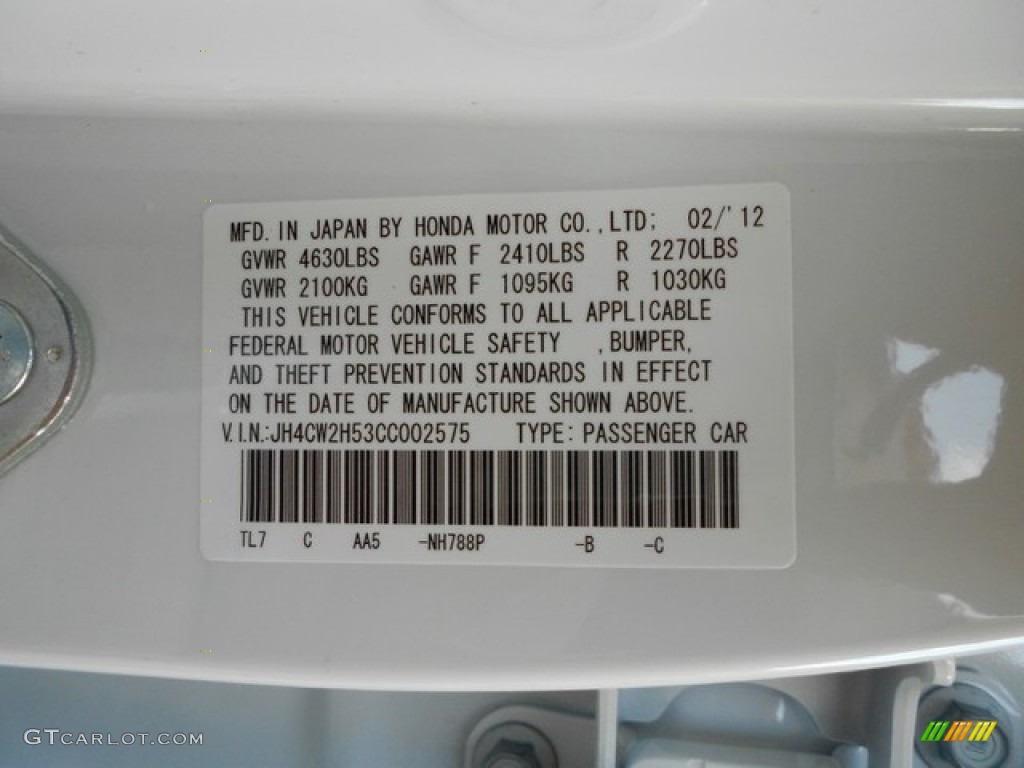 MFD. IN JAPAN BY HONDA MOTOR CO.,LTD; 02/'12
GVWR 4630LBS GAWR F 2410LBS R 2270LBS
GVWR 2100KG GAWR F 1095KG R 1030KG
THIS VEHICLE CONFORMS TO ALL APPLICABLE
FEDERAL MOTOR VEHICLE SAFETY ,BUMPER,
AND THEFT PREVENTION STANDARDS IN EFFECT
ON THE DATE OF MANUFACTURE SHOWN ABOVE.
V.I.N.:JH4CW2H53CC002575 TYPE: PASSENGER CAR
TL7 C AA5 -NH788P -B -C
GTCARLOT.COM